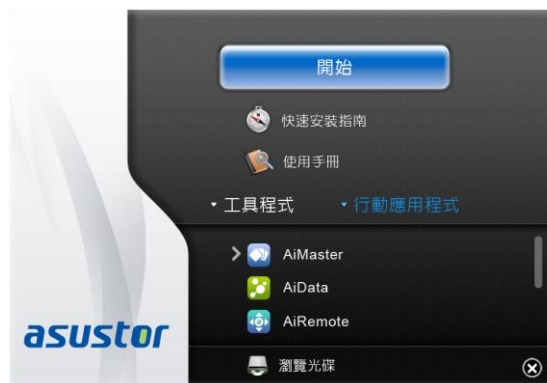 開始
快速安裝指南
使用手冊
工具程式 行動應用程式
AiMaster
AiData
AiRemote
asustor
瀏覽光碟